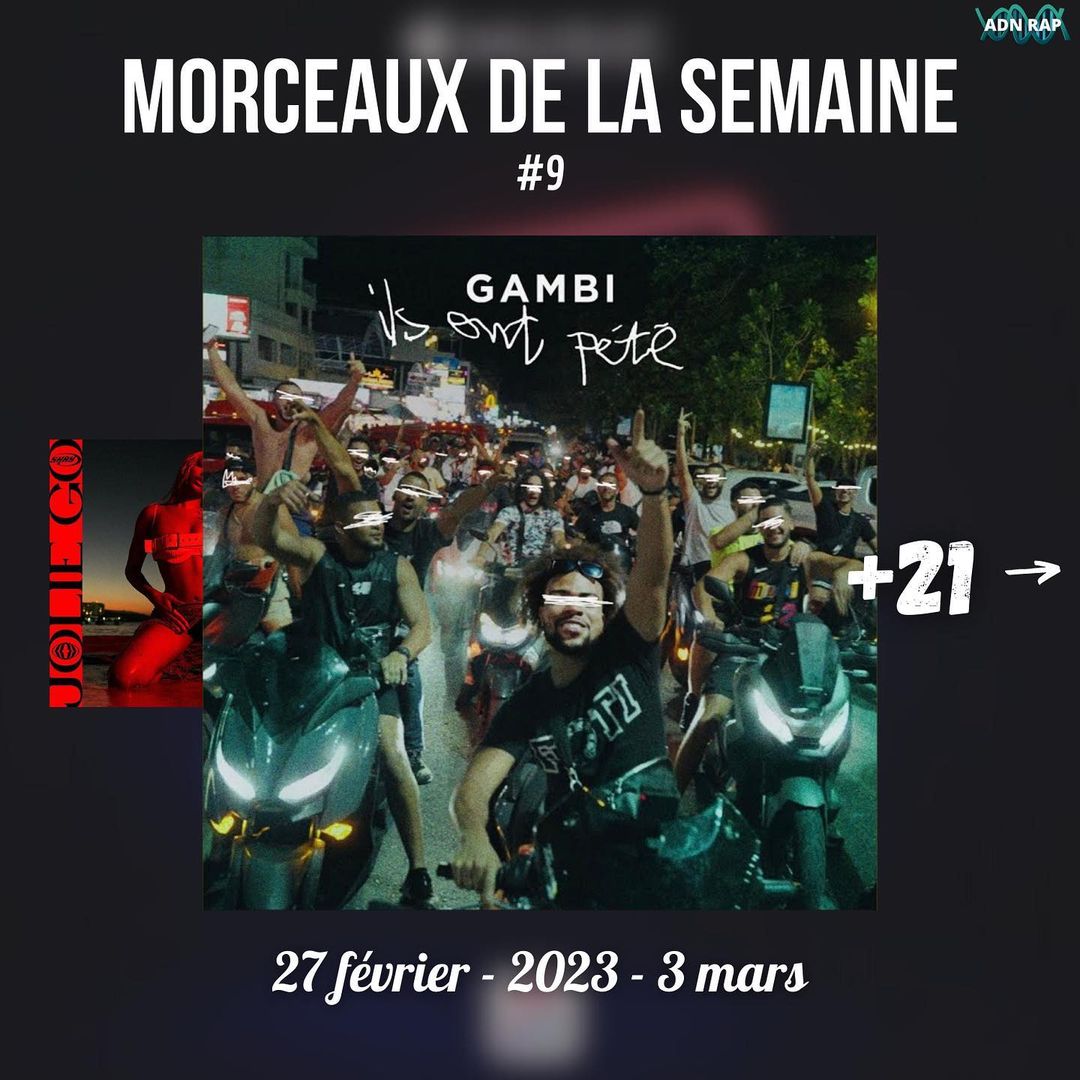 ADN RAP
MORCEAUX DE LA SEMAINE
#9
GAMBI
ils ont pété
JOLIE GO
SHAY
+21 →
27 février - 2023 - 3 mars